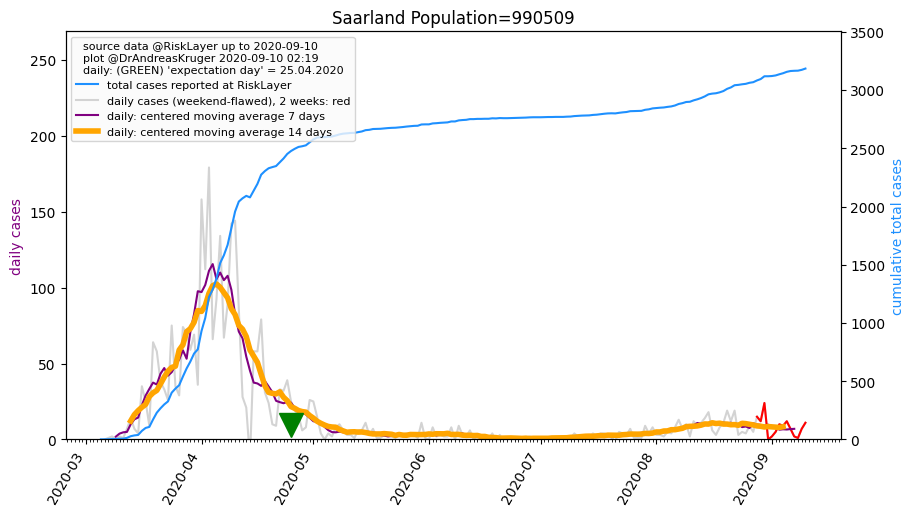 Saarland Population=990509
source data @RiskLayer up to 2020-09-10
plot @DrAndreasKruger 2020-09-10 02:19
daily: (GREEN) 'expectation day' = 25.04.2020
total cases reported at RiskLayer
daily cases (weekend-flawed), 2 weeks: red
daily: centered moving average 7 days
daily: centered moving average 14 days
daily cases
250
200
150
100
50
0
cumulative total cases
3500
3000
2500
2000
1500
1000
500
0
2020-03
2020-04
2020-05
2020-06
2020-07
2020-08
2020-09